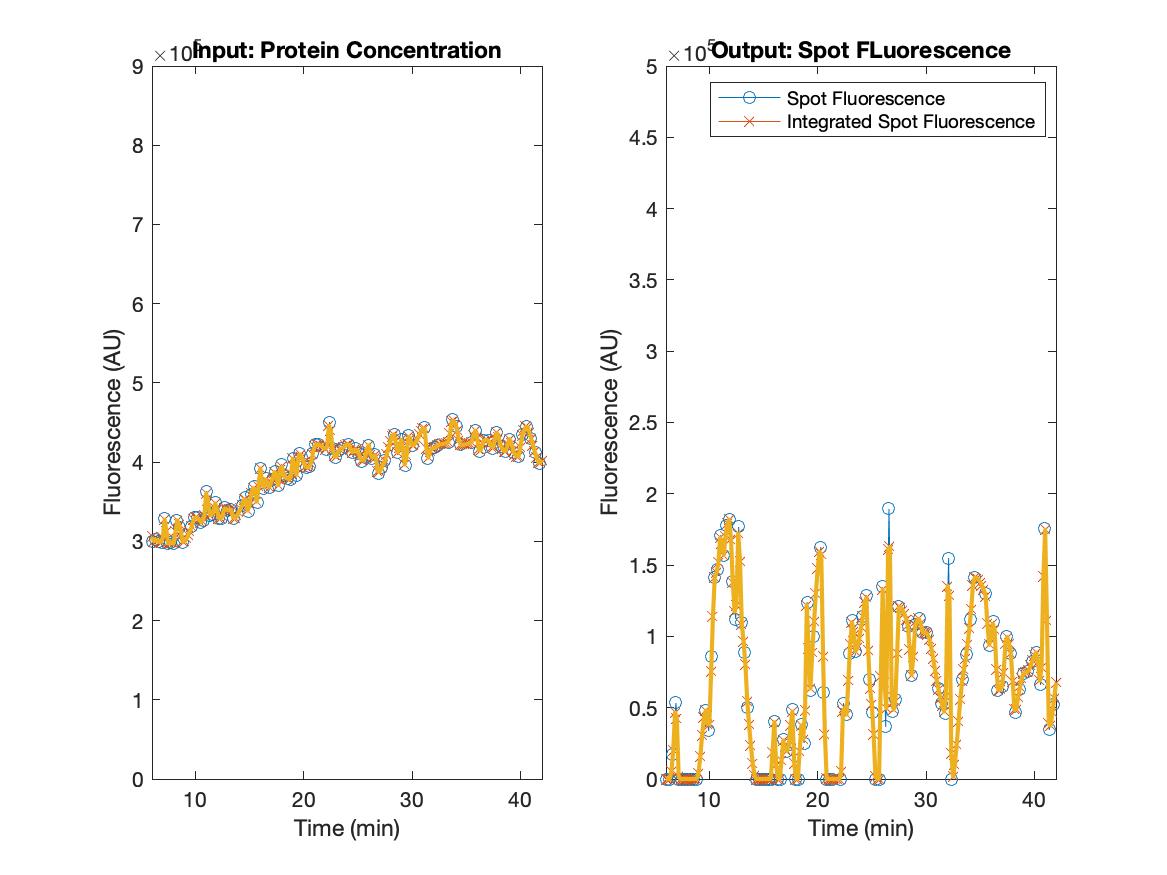 ×10⁵
Input: Protein Concentration
9
8
7
6
5
4
3
2
1
0
Fluorescence (AU)
10 20 30 40
Time (min)
×10⁵
Output: Spot FLuorescence
Spot Fluorescence
Integrated Spot Fluorescence
5
4.5
4
3.5
3
2.5
2
1.5
1
0.5
0
Fluorescence (AU)
10 20 30 40
Time (min)